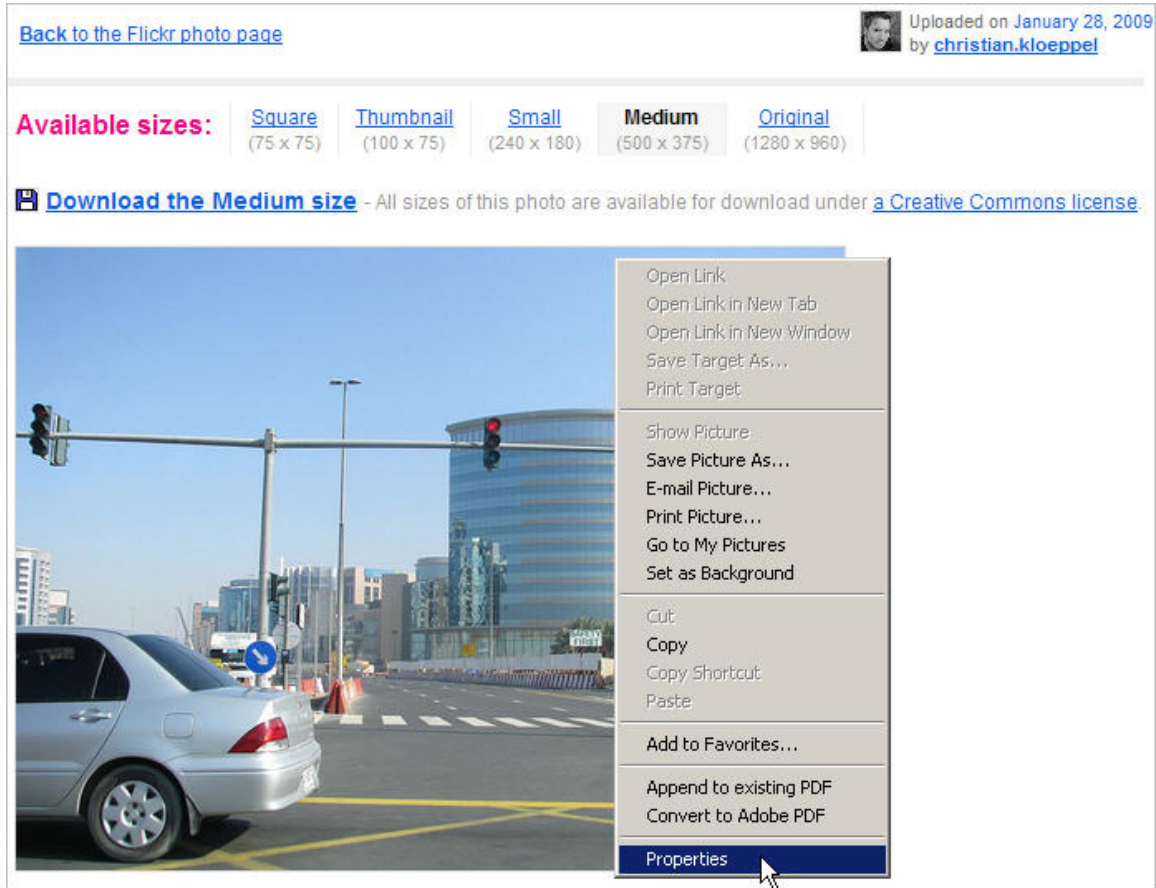 Back to the Flickr photo page
Uploaded on January 28, 2009
by christian.kloeppel
Available sizes:
Square
(75 x 75)
Thumbnail
(100 x 75)
Small
(240 x 180)
Medium
(500 x 375)
Original
(1280 x 960)
Download the Medium size - All sizes of this photo are available for download under a Creative Commons license.
Open Link
Open Link in New Tab
Open Link in New Window
Save Target As...
Print Target
Show Picture
Save Picture As...
E-mail Picture...
Print Picture...
Go to My Pictures
Set as Background
Cut
Copy
Copy Shortcut
Paste
Add to Favorites...
Append to existing PDF
Convert to Adobe PDF
Properties
SAFETY
FIRST